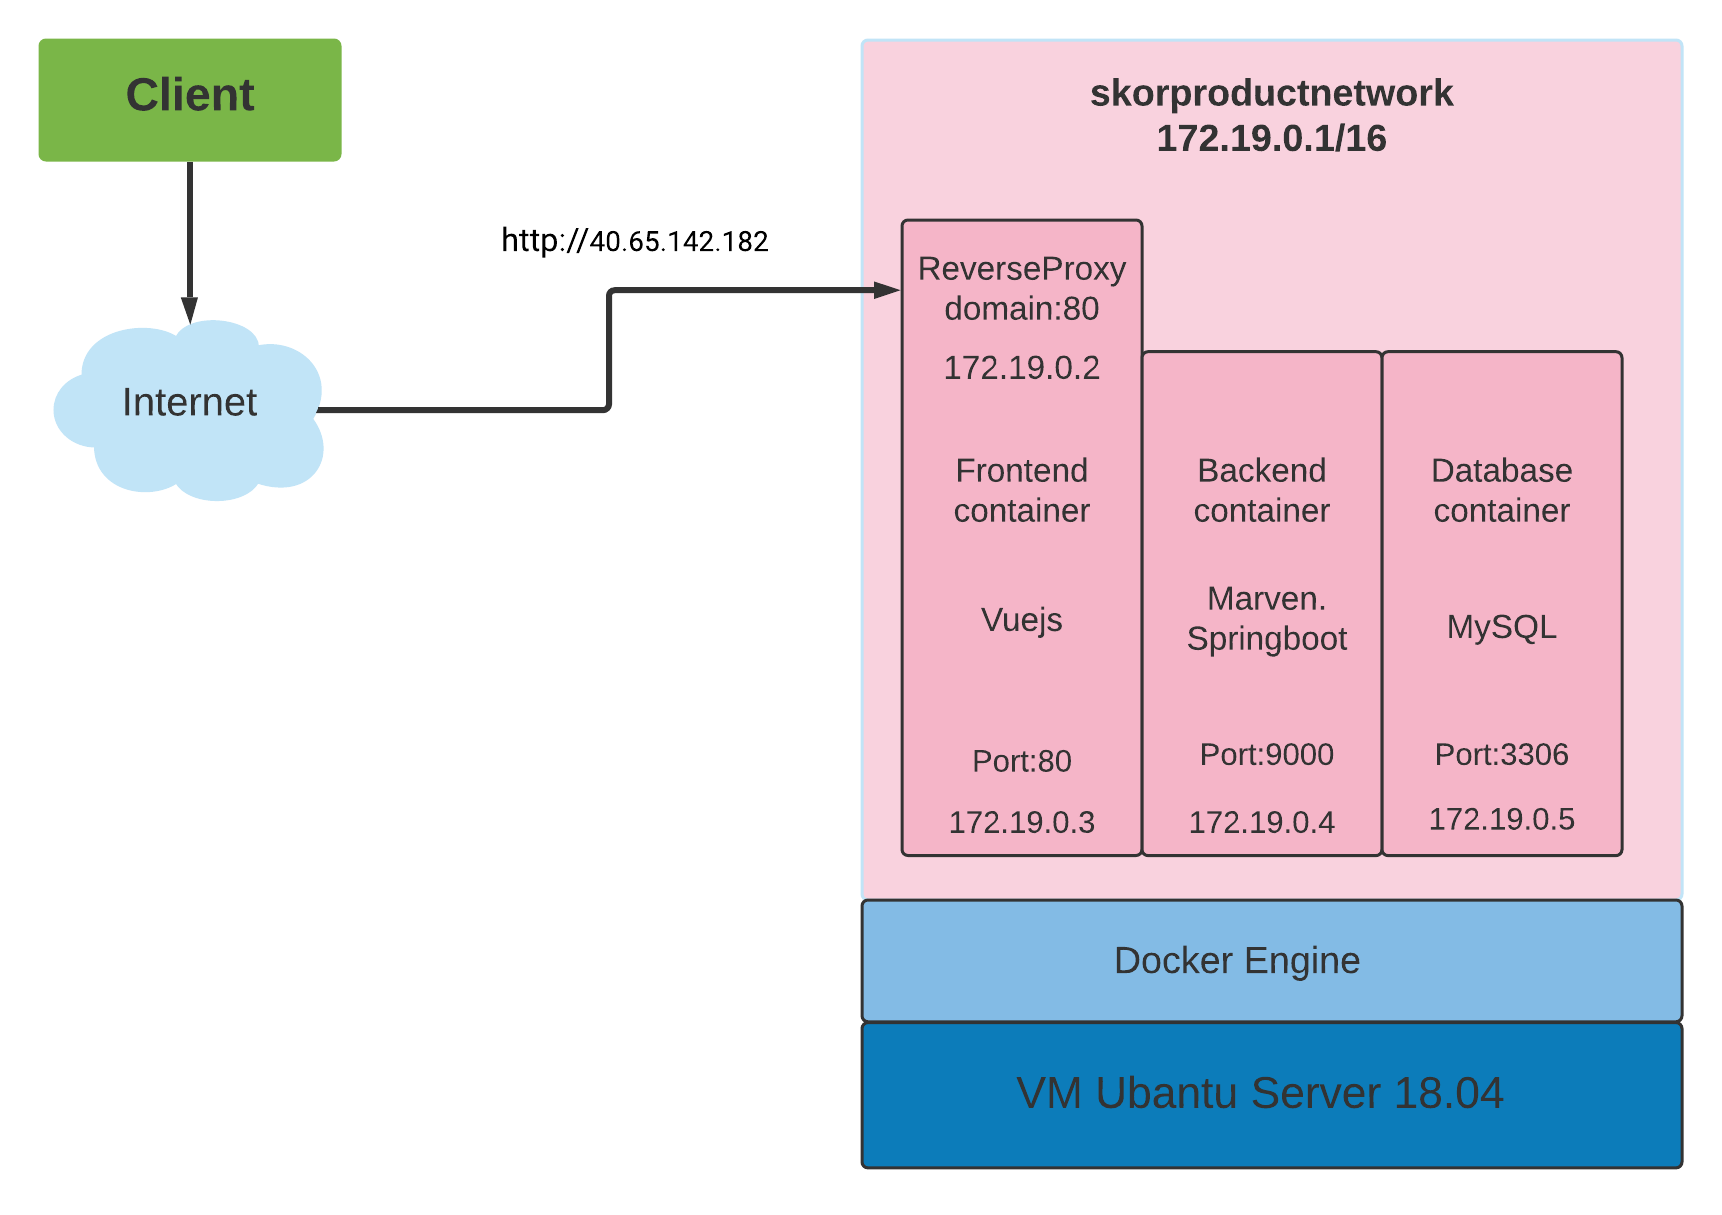 Client
skorproductnetwork
172.19.0.1/16
http://40.65.142.182
Internet
ReverseProxy
domain:80
172.19.0.2
Frontend
container
Vuejs
Port:80
172.19.0.3
Backend
container
Marven.
Springboot
Port:9000
172.19.0.4
Database
container
MySQL
Port:3306
172.19.0.5
Docker Engine
VM Ubantu Server 18.04